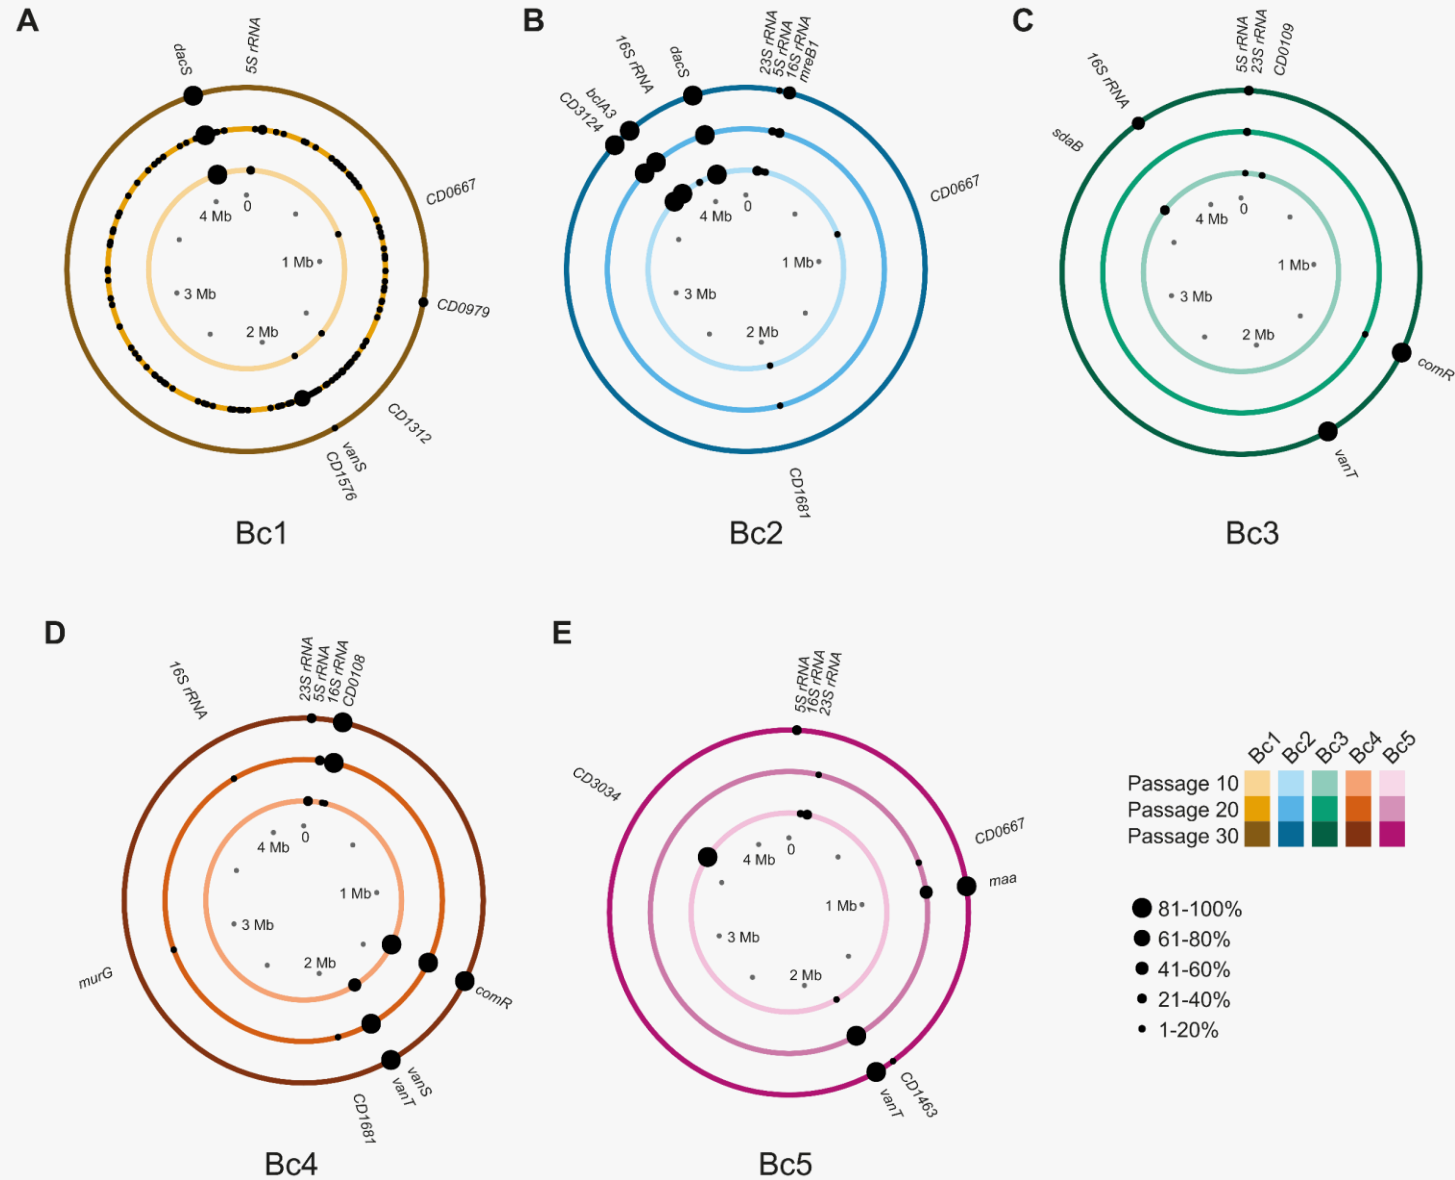 A
dacS
5S rRNA
CD0667
CD0979
CD1312
vanS
CD1576
0
1 Mb
2 Mb
3 Mb
4 Mb
Bc1
B
CD3124
bclA3
16S rRNA
dacS
23S rRNA
5S rRNA
16S rRNA
mreB1
CD0667
CD1681
0
1 Mb
2 Mb
3 Mb
4 Mb
Bc2
C
sdaB
16S rRNA
5S rRNA
23S rRNA
CD0109
comR
vanT
0
1 Mb
2 Mb
3 Mb
4 Mb
Bc3
D
16S rRNA
23S rRNA
5S rRNA
16S rRNA
CD0108
comR
vanS
vanT
CD1681
murG
0
1 Mb
2 Mb
3 Mb
4 Mb
Bc4
E
CD3034
5S rRNA
16S rRNA
23S rRNA
CD0667
maa
CD1463
vanT
0
1 Mb
2 Mb
3 Mb
4 Mb
Bc5
Bc1 Bc2 Bc3 Bc4 Bc5
Passage 10
Passage 20
Passage 30
81-100%
61-80%
41-60%
21-40%
1-20%